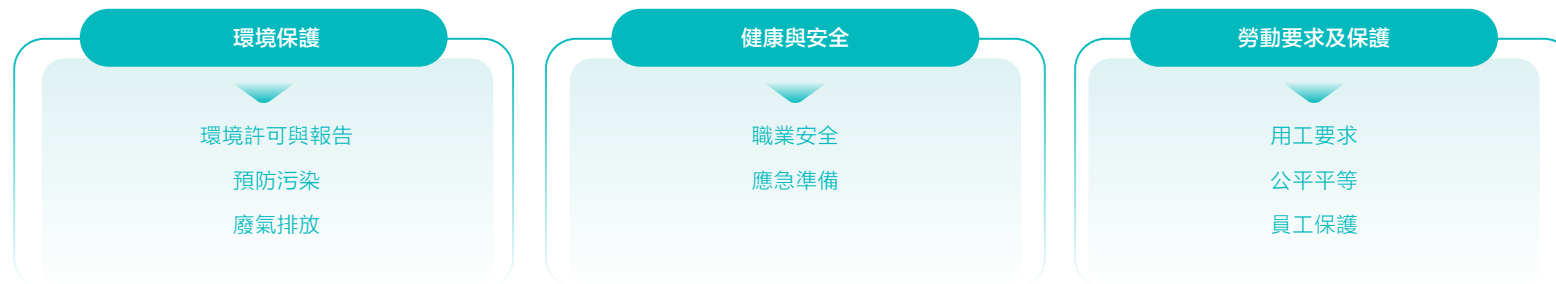 環境保護
環境許可與報告
預防污染
廢氣排放
健康與安全
職業安全
應急準備
勞動要求及保護
用工要求
公平平等
員工保護